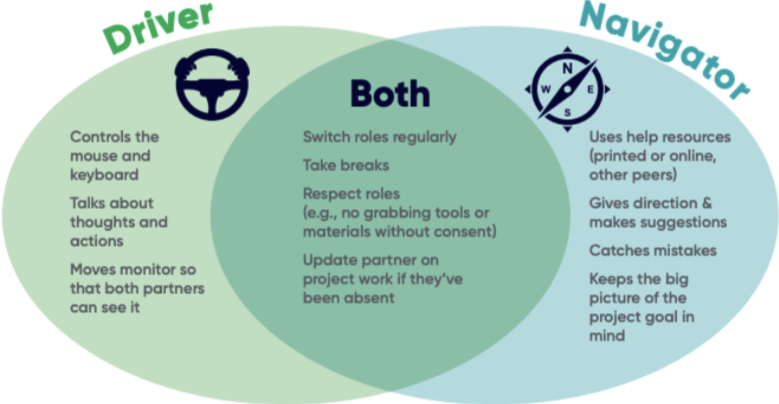 Driver
Controls the
mouse and
keyboard
Talks about
thoughts and
actions
Moves monitor so
that both partners
can see it
Both
Switch roles regularly
Take breaks
Respect roles
(e.g., no grabbing tools or
materials without consent)
Update partner on
project work if they've
been absent
Navigator
N
W E
S
Uses help resources
(printed or online,
other peers)
Gives direction &
makes suggestions
Catches mistakes
Keeps the big
picture of the
project goal in
mind